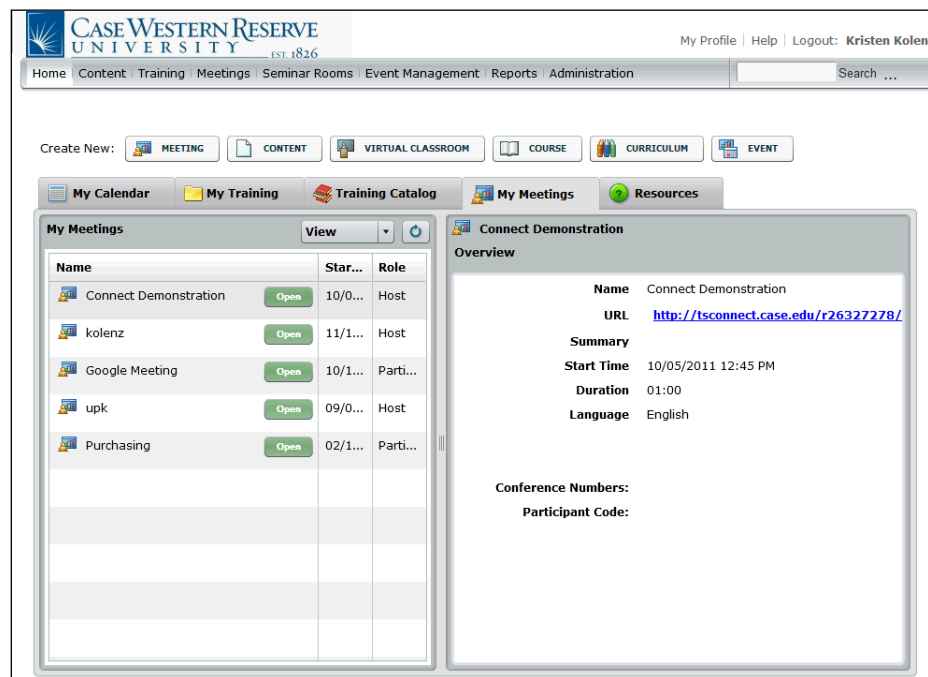 CASE WESTERN RESERVE
UNIVERSITY EST. 1826
My Profile | Help | Logout: Kristen Kolen
Home Content Training Meetings Seminar Rooms Event Management Reports Administration Search ...
Create New: MEETING CONTENT VIRTUAL CLASSROOM COURSE CURRICULUM EVENT
My Calendar My Training Training Catalog My Meetings ? Resources
My Meetings View
Name Star... Role
Connect Demonstration Open 10/0... Host
kolenz Open 11/1... Host
Google Meeting Open 10/1... Parti...
upk Open 09/0... Host
Purchasing Open 02/1... Parti...
Connect Demonstration
Overview
Name Connect Demonstration
URL http://tsconnect.case.edu/r26327278/
Summary
Start Time 10/05/2011 12:45 PM
Duration 01:00
Language English
Conference Numbers:
Participant Code: